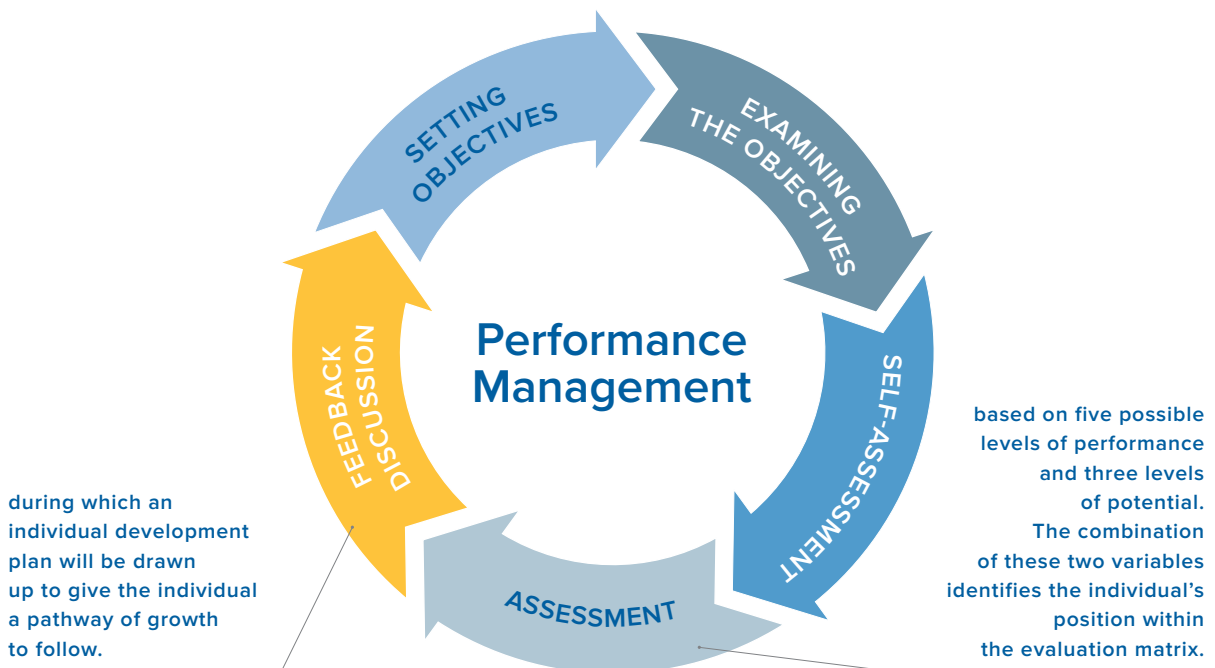 SETTING
OBJECTIVES
EXAMINING
THE OBJECTIVES
Performance
Management
SELF-ASSESSMENT
ASSESSMENT
FEEDBACK
DISCUSSION
based on five possible
levels of performance
and three levels
of potential.
The combination
of these two variables
identifies the individual’s
position within
the evaluation matrix.
during which an
individual development
plan will be drawn
up to give the individual
a pathway of growth
to follow.